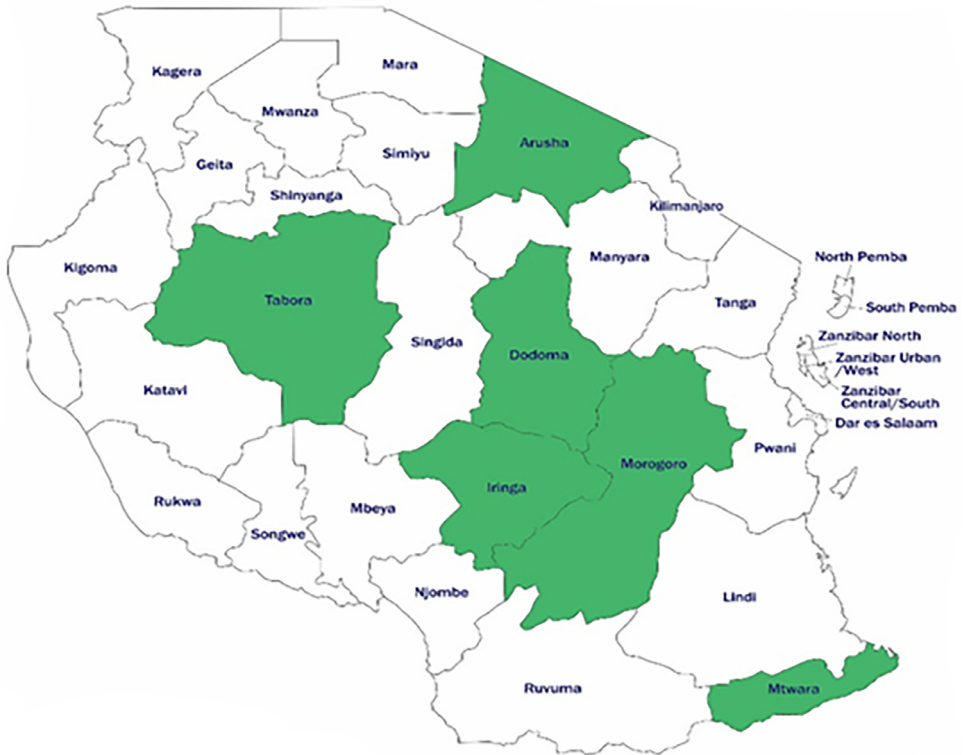 Kagera
Mara
Mwanza
Arusha
Simiyu
Geita
Shinyanga
Kilimanjaro
Kigoma
Manyara
North Pemba
Tabora
Tanga
South Pemba
Zanzibar North
Singida
Dodoma
Zanzibar Urban
/West
Katavi
Zanzibar
Central/South
Dar es Salaam
Pwani
Morogoro
Iringa
Rukwa
Mbeya
Songwe
Njombe
Lindi
Ruvuma
Mtwara